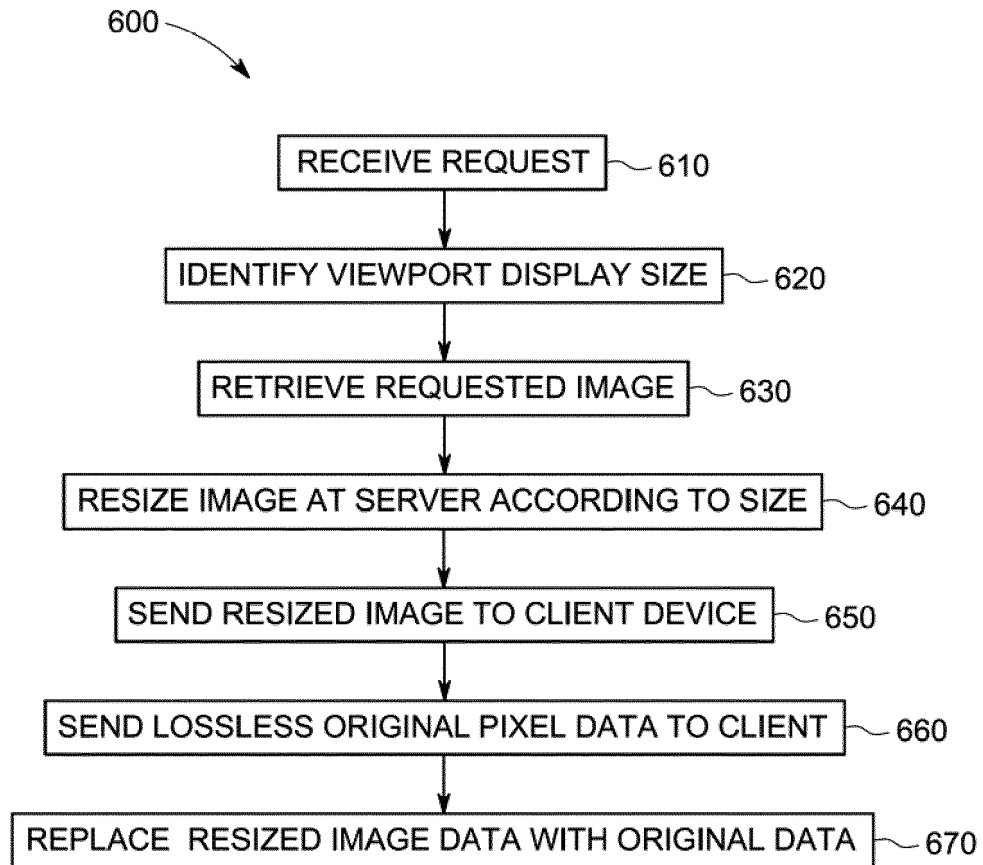 600
RECEIVE REQUEST 610
IDENTIFY VIEWPORT DISPLAY SIZE 620
RETRIEVE REQUESTED IMAGE 630
RESIZE IMAGE AT SERVER ACCORDING TO SIZE 640
SEND RESIZED IMAGE TO CLIENT DEVICE 650
SEND LOSSLESS ORIGINAL PIXEL DATA TO CLIENT 660
REPLACE RESIZED IMAGE DATA WITH ORIGINAL DATA 670